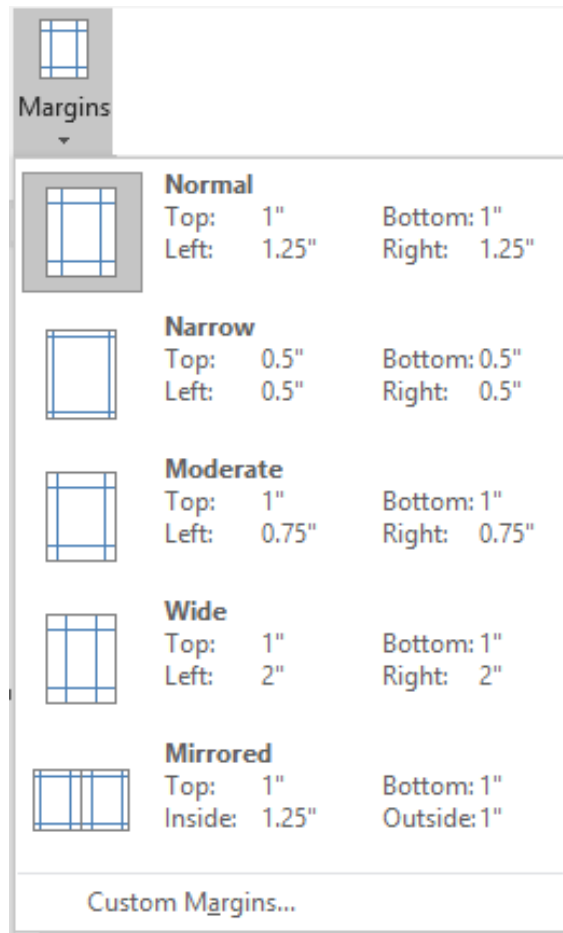 Margins
Normal
Top: 1" Bottom: 1"
Left: 1.25" Right: 1.25"
Narrow
Top: 0.5" Bottom: 0.5"
Left: 0.5" Right: 0.5"
Moderate
Top: 1" Bottom: 1"
Left: 0.75" Right: 0.75"
Wide
Top: 1" Bottom: 1"
Left: 2" Right: 2"
Mirrored
Top: 1" Bottom: 1"
Inside: 1.25" Outside: 1"
Custom Margins...